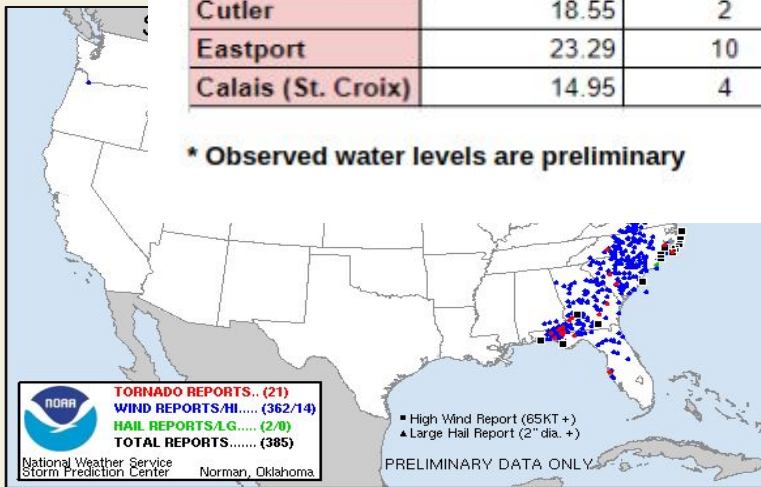 Cutler 18.55 2
Eastport 23.29 10
Calais (St. Croix) 14.95 4
* Observed water levels are preliminary
NOAA
TORNADO REPORTS.. (21)
WIND REPORTS/HI..... (362/14)
HAIL REPORTS/LG..... (2/0)
TOTAL REPORTS....... (385)
National Weather Service
Storm Prediction Center Norman, Oklahoma
High Wind Report (65KT +)
Large Hail Report (2" dia. +)
PRELIMINARY DATA ONLY